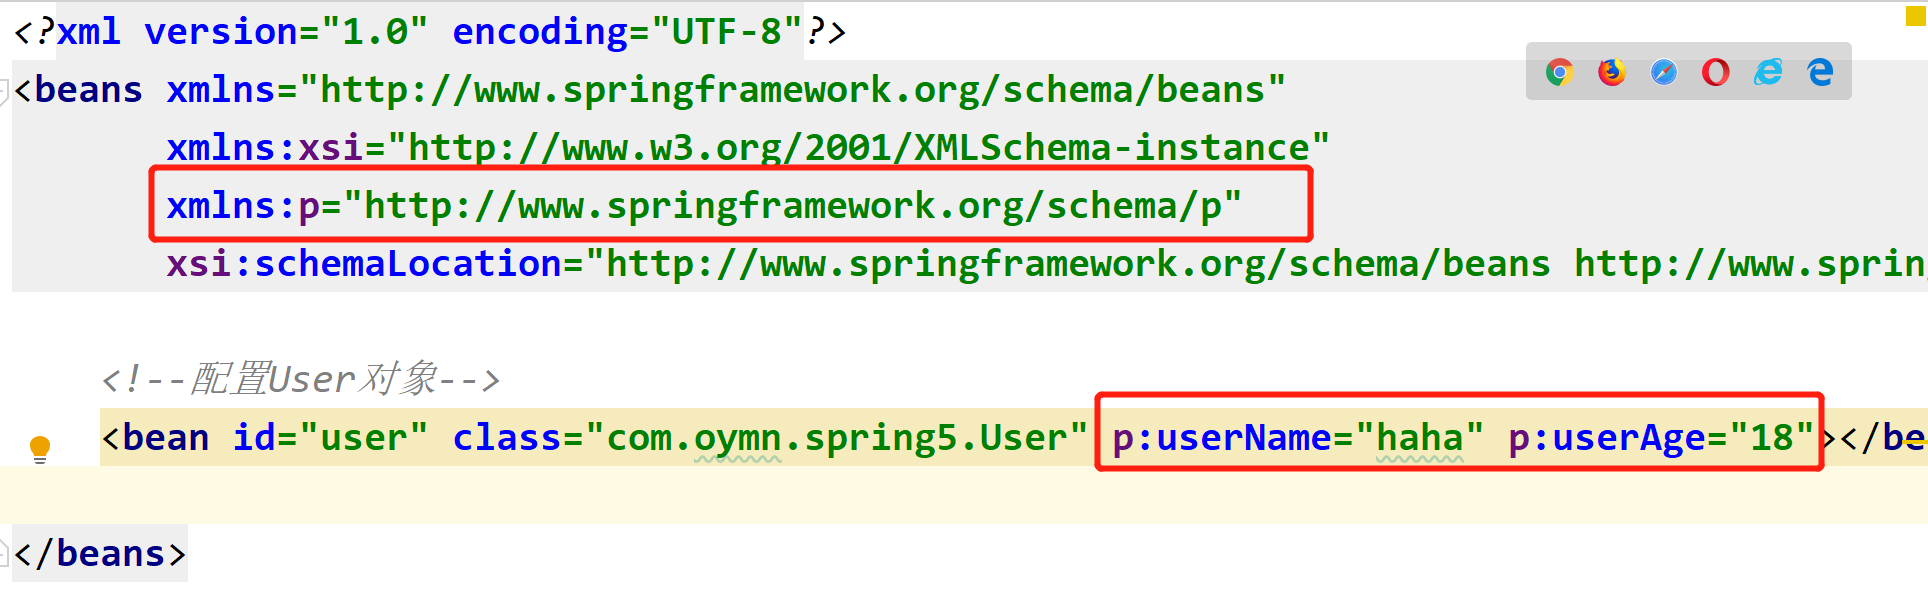 <?xml version="1.0" encoding="UTF-8"?>
<beans xmlns="http://www.springframework.org/schema/beans"
xmlns:xsi="http://www.w3.org/2001/XMLSchema-instance"
xmlns:p="http://www.springframework.org/schema/p"
xsi:schemaLocation="http://www.springframework.org/schema/beans http://www.spring
<!--配置User对象-->
<bean id="user" class="com.oymn.spring5.User" p:userName="haha" p:userAge="18"></be
</beans>